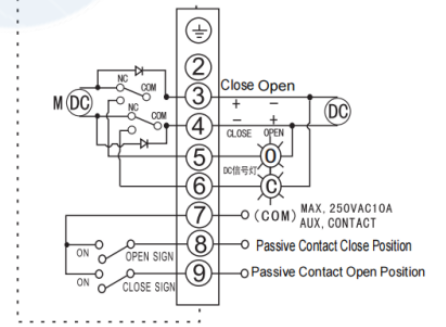 2
NC
COM
M DC
3
Close Open
+ −
DC
NC
COM
4
− +
CLOSE OPEN
5
O
DC信号灯
6
C
7
(COM) MAX, 250VAC10A
AUX, CONTACT
ON
OPEN SIGN
8
Passive Contact Close Position
ON
CLOSE SIGN
9
Passive Contact Open Position